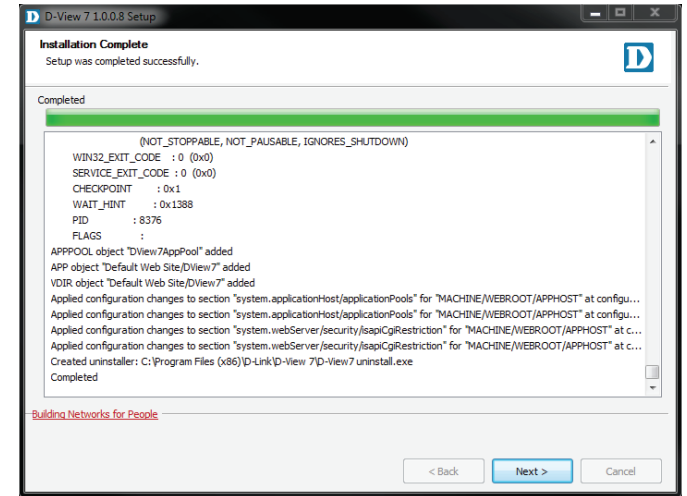 D-View 7 1.0.0.8 Setup
Installation Complete
Setup was completed successfully.
D
Completed
(NOT_STOPPABLE, NOT_PAUSABLE, IGNORES_SHUTDOWN)
WIN32_EXIT_CODE : 0 (0x0)
SERVICE_EXIT_CODE : 0 (0x0)
CHECKPOINT : 0x1
WAIT_HINT : 0x1388
PID : 8376
FLAGS :
APPPOOL object "DView7AppPool" added
APP object "Default Web Site/DView7" added
VDIR object "Default Web Site/DView7" added
Applied configuration changes to section "system.applicationHost/applicationPools" for "MACHINE/WEBROOT/APPHOST" at configu...
Applied configuration changes to section "system.applicationHost/applicationPools" for "MACHINE/WEBROOT/APPHOST" at configu...
Applied configuration changes to section "system.webServer/security/isapiCgiRestriction" for "MACHINE/WEBROOT/APPHOST" at c...
Applied configuration changes to section "system.webServer/security/isapiCgiRestriction" for "MACHINE/WEBROOT/APPHOST" at c...
Created uninstaller: C:\Program Files (x86)\D-Link\D-View 7\D-View7 uninstall.exe
Completed
Building Networks for People
< Back Next > Cancel